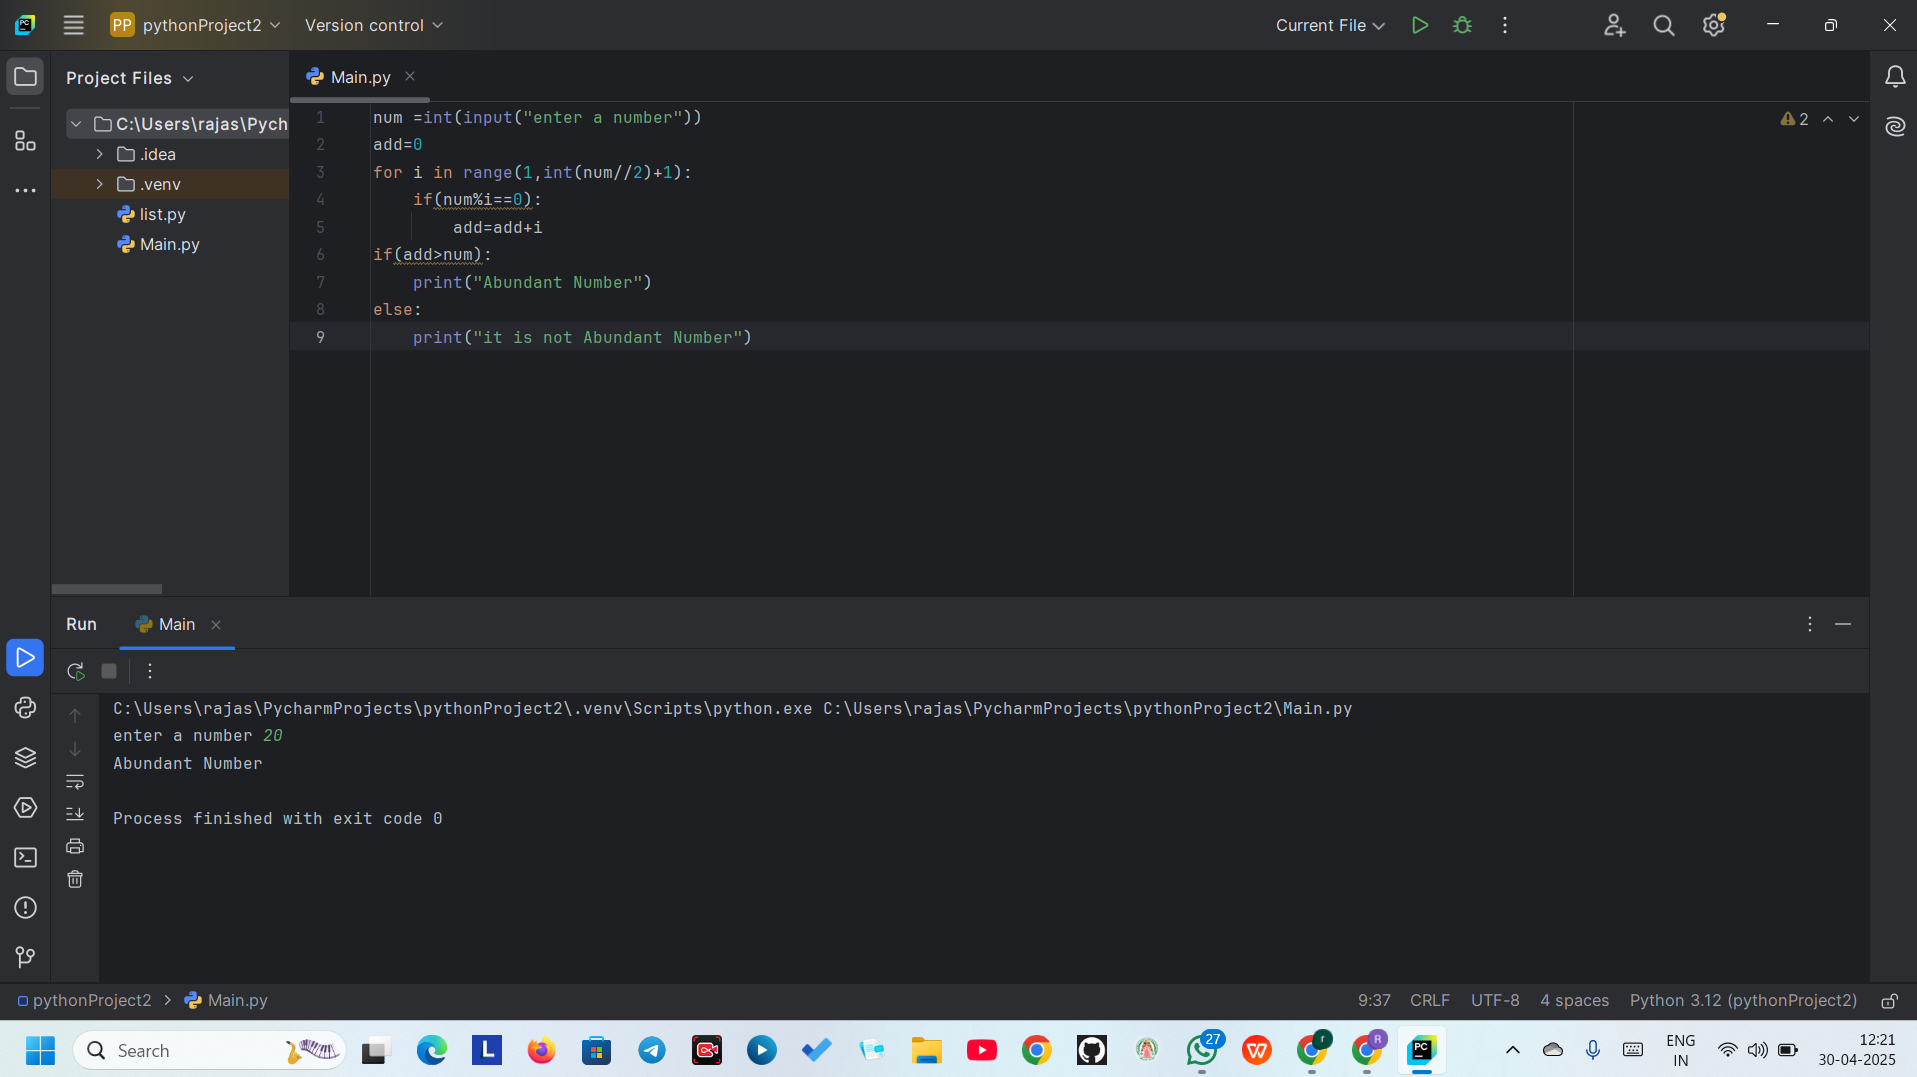 PP pythonProject2 Version control Current File
Project Files
Main.py
C:\Users\rajas\Pych
.idea
.venv
list.py
Main.py
2
1 num =int(input("enter a number"))
2 add=0
3 for i in range(1,int(num//2)+1):
4 if(num%i==0):
5 add=add+i
6 if(add>num):
7 print("Abundant Number")
8 else:
9 print("it is not Abundant Number")
Run Main
C:\Users\rajas\PycharmProjects\pythonProject2\.venv\Scripts\python.exe C:\Users\rajas\PycharmProjects\pythonProject2\Main.py
enter a number 20
Abundant Number
Process finished with exit code 0
pythonProject2 > Main.py 9:37 CRLF UTF-8 4 spaces Python 3.12 (pythonProject2)
Search
L
27
W
r
R
PC
ENG
IN
12:21
30-04-2025